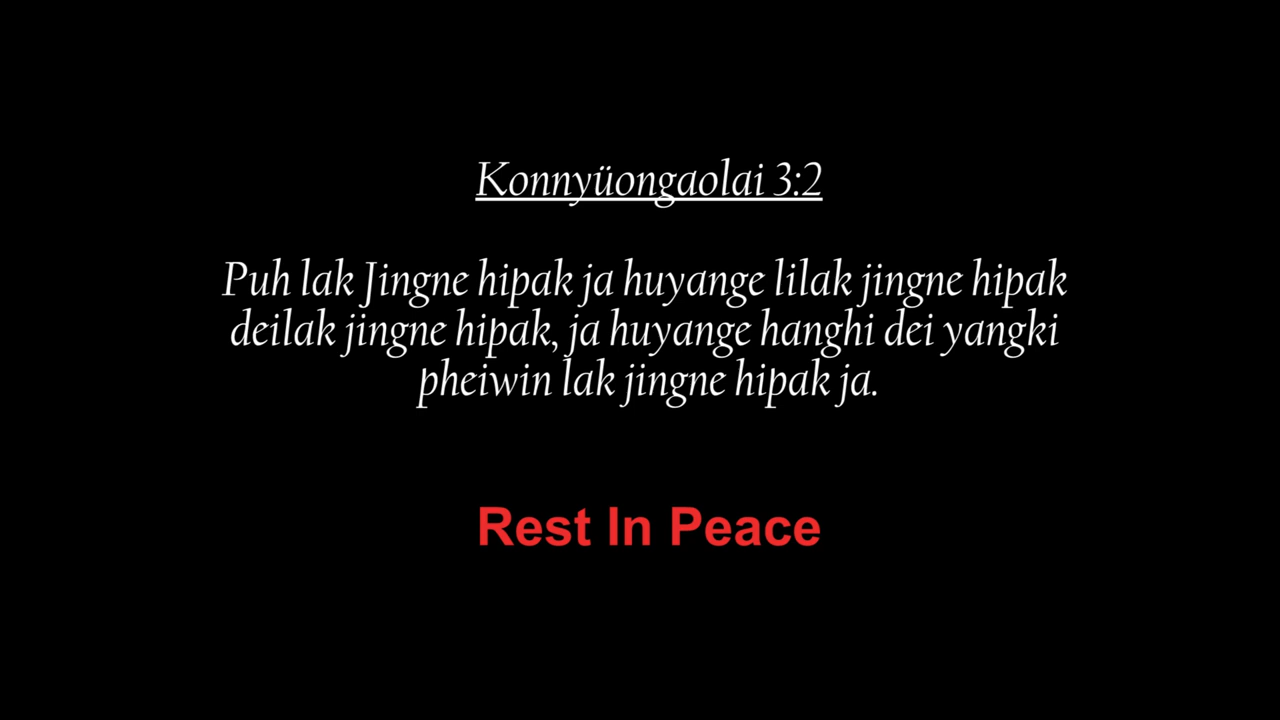 Konnyüongaolai 3:2
Puh lak Jingne hipak ja huyange lilak jingne hipak
deilak jingne hipak, ja huyange hanghi dei yangki
pheiwin lak jingne hipak ja.
Rest In Peace